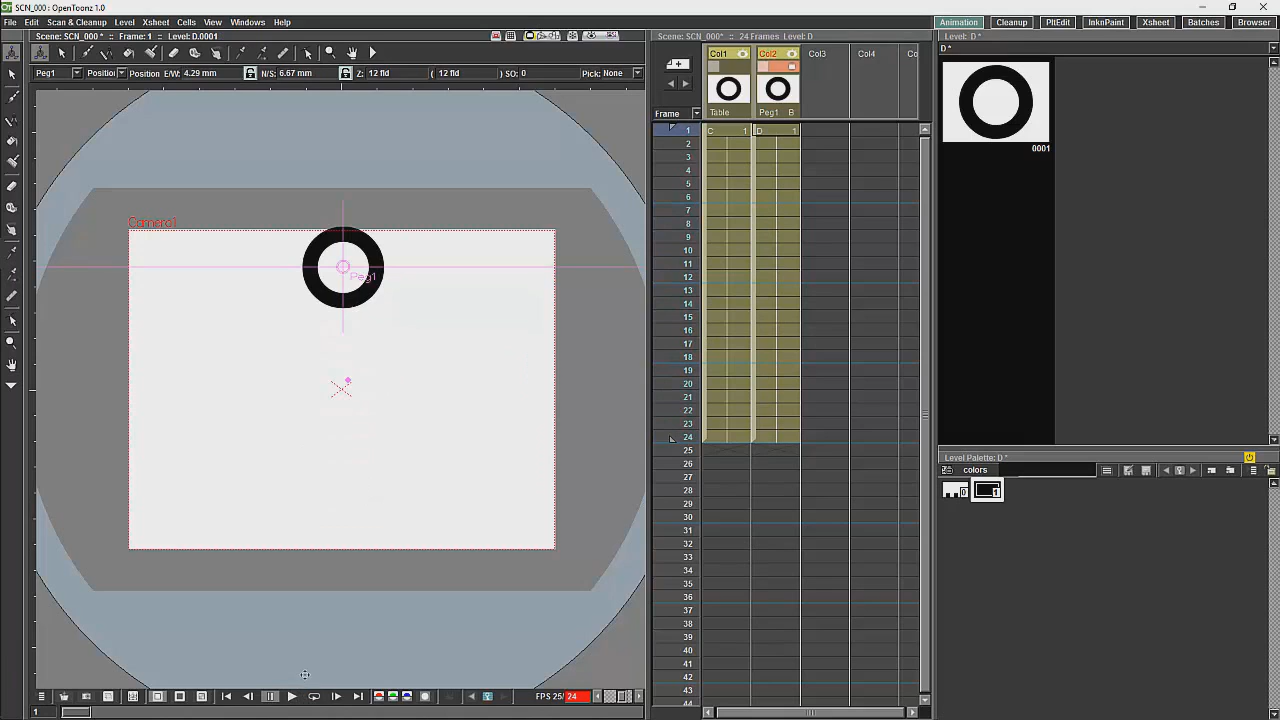 SCN_000 : OpenToonz 1.0
File Edit Scan & Cleanup Level Xsheet Cells View Windows Help
Animation Cleanup PltEdit InknPaint Xsheet Batches Browser
Scene: SCN_000* :: Frame: 1 :: Level: D.0001
Scene: SCN_000* :: 24 Frames Level: D
Level: D*
D*
Peg1 Position Position E/W: 4.29 mm N/S: 6.67 mm Z: 12 fld ( 12 fld ) SO: 0 Pick: None
Col1 Col2 Col3 Col4 Co
Table Peg1 B
Frame
0001
C 1 D 1
1
2
3
4
5
6
7
8
9
10
11
12
13
14
15
16
17
18
19
20
21
22
23
24
25
26
27
28
29
30
31
32
33
34
35
36
37
38
39
40
41
42
43
44
Camera1
Peg1
Level Palette: D*
colors
0 1
FPS 25/ 24
1